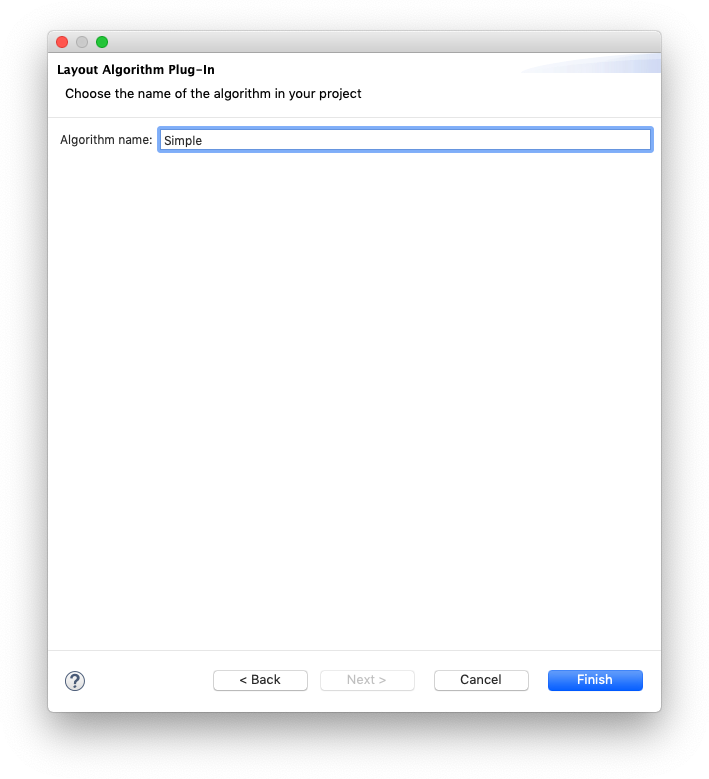 Layout Algorithm Plug-In
Choose the name of the algorithm in your project
Algorithm name: Simple
? < Back Next > Cancel Finish